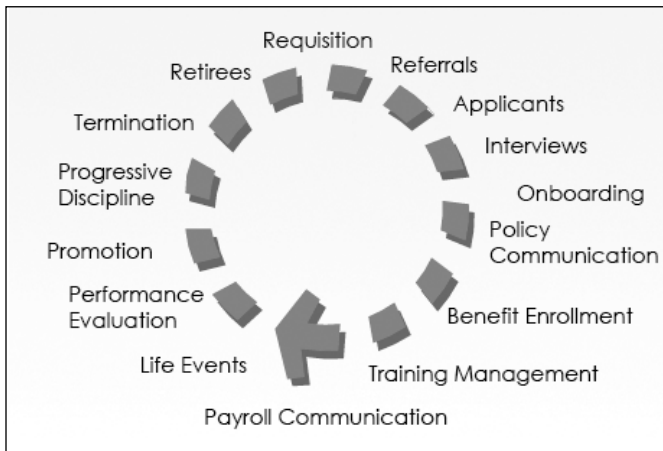 Requisition
Referrals
Applicants
Interviews
Onboarding
Policy
Communication
Benefit Enrollment
Training Management
Payroll Communication
Life Events
Performance
Evaluation
Promotion
Progressive
Discipline
Termination
Retirees